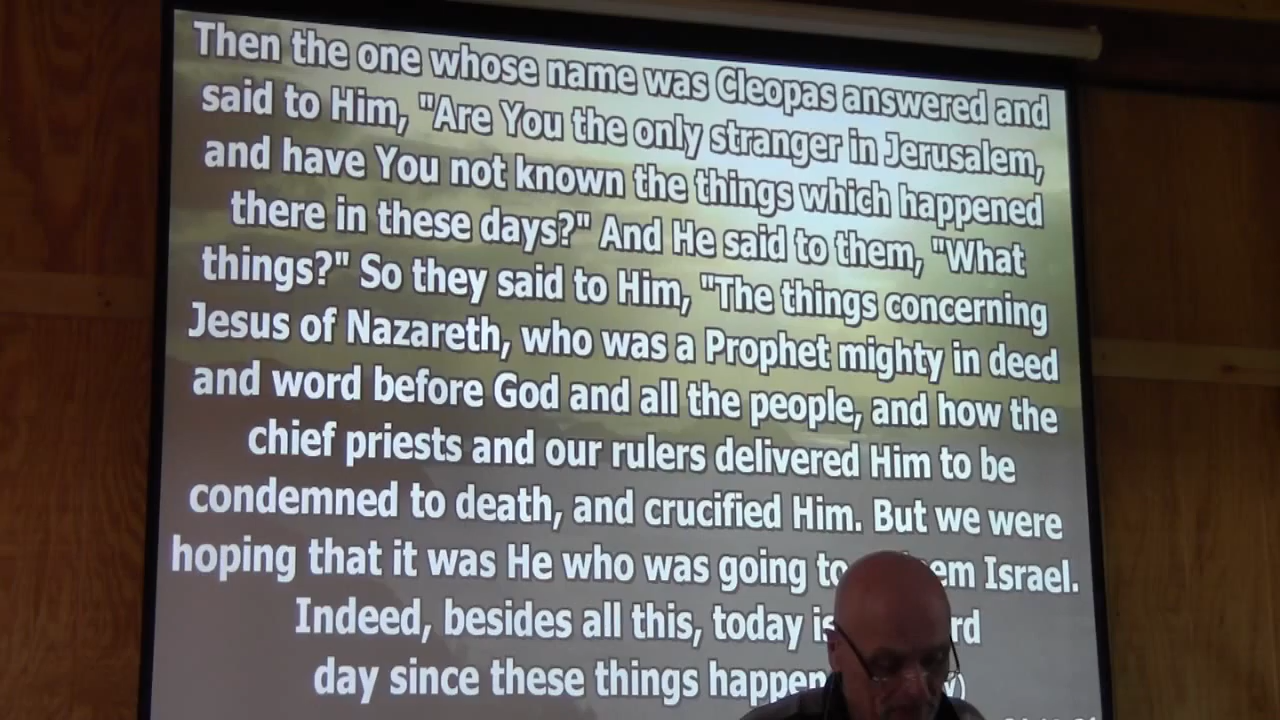 Then the one whose name was Cleopas answered and
said to Him, "Are You the only stranger in Jerusalem,
and have You not known the things which happened
there in these days?" And He said to them, "What
things?" So they said to Him, "The things concerning
Jesus of Nazareth, who was a Prophet mighty in deed
and word before God and all the people, and how the
chief priests and our rulers delivered Him to be
condemned to death, and crucified Him. But we were
hoping that it was He who was going to em Israel.
Indeed, besides all this, today is rd
day since these things happen